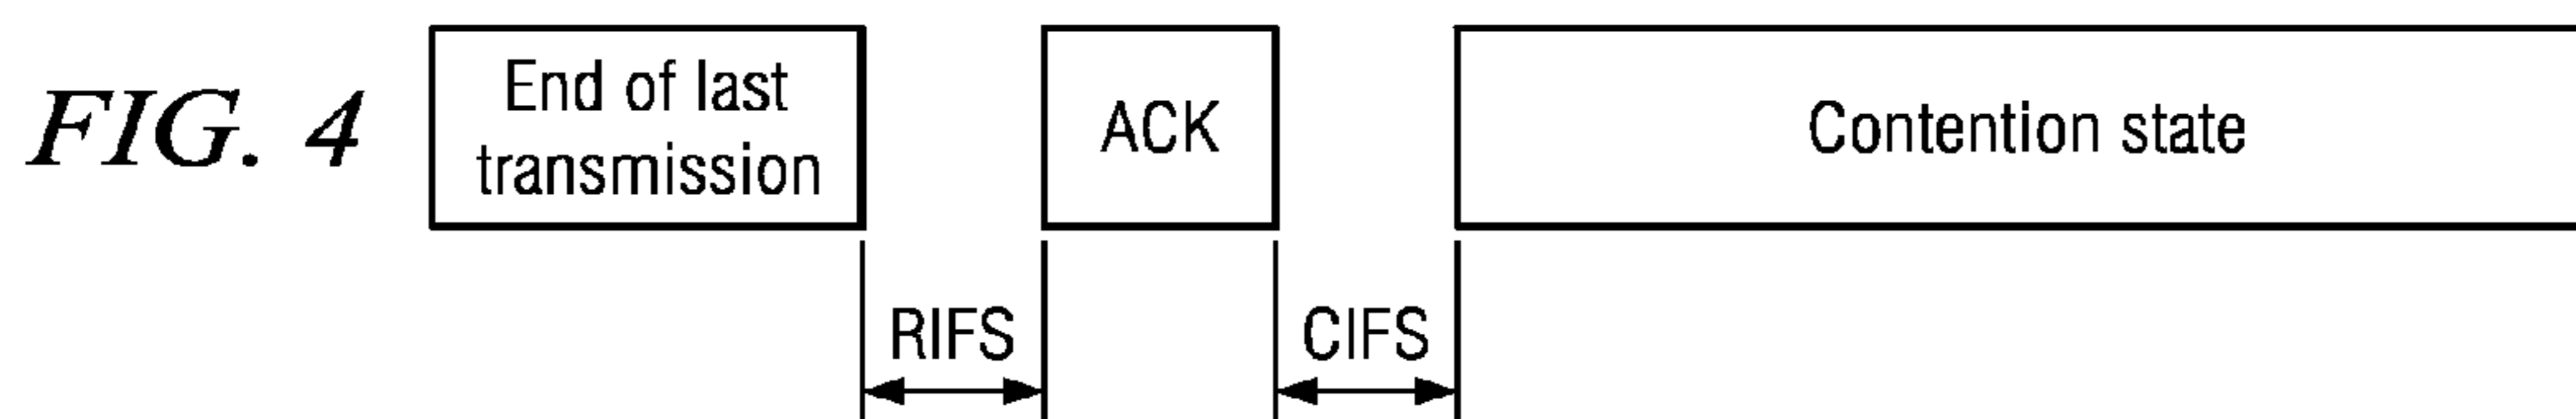 FIG. 4
End of last
transmission
ACK
Contention state
RIFS
CIFS